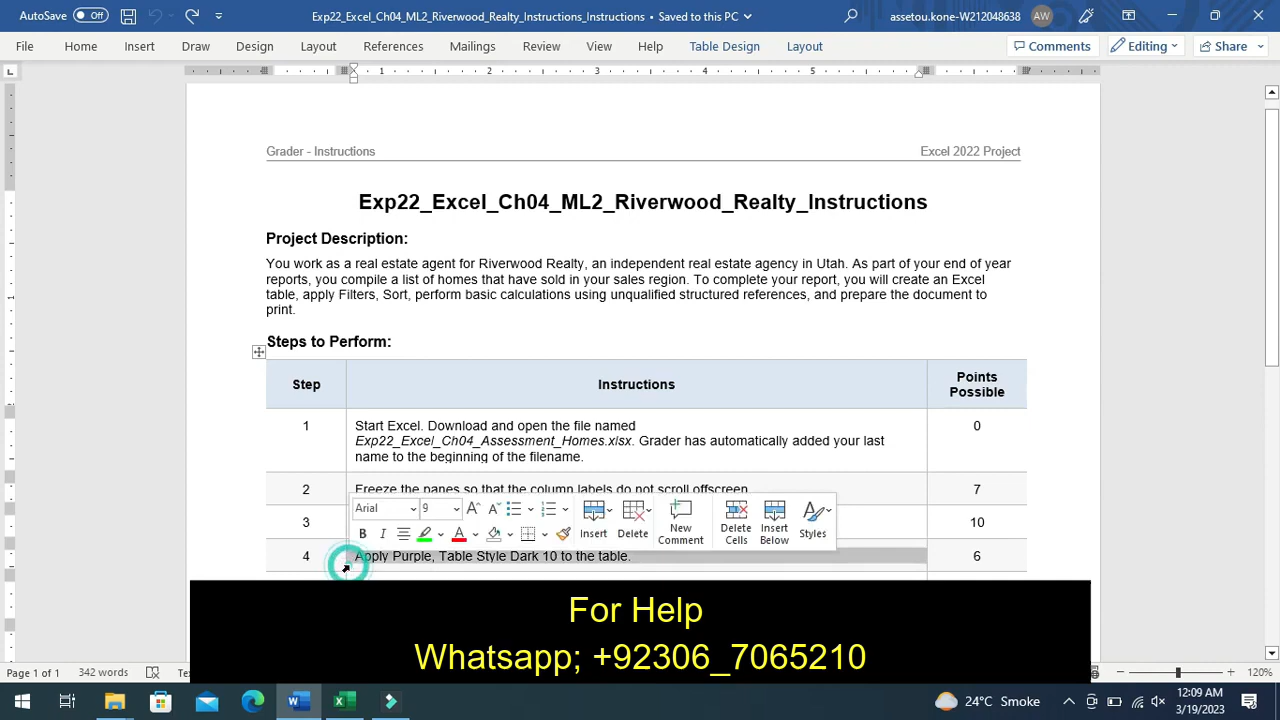 AutoSave Off Exp22_Excel_Ch04_ML2_Riverwood_Realty_Instructions_Instructions • Saved to this PC assetou.kone-W212048638 AW
File Home Insert Draw Design Layout References Mailings Review View Help Table Design Layout Comments Editing Share
1 2 3 4 5
Grader - Instructions Excel 2022 Project
Exp22_Excel_Ch04_ML2_Riverwood_Realty_Instructions
Project Description:
You work as a real estate agent for Riverwood Realty, an independent real estate agency in Utah. As part of your end of year
reports, you compile a list of homes that have sold in your sales region. To complete your report, you will create an Excel
table, apply Filters, Sort, perform basic calculations using unqualified structured references, and prepare the document to
print.
Steps to Perform:
Step Instructions Points
Possible
1 Start Excel. Download and open the file named 0
Exp22_Excel_Ch04_Assessment_Homes.xlsx. Grader has automatically added your last
name to the beginning of the filename.
2 Freeze the panes so that the column labels do not scroll offscreen. 7
Arial 9
3 10
B I A Insert Delete New
Comment Delete
Cells Insert
Below Styles
4 Apply Purple, Table Style Dark 10 to the table. 6
For Help
Whatsapp; +92306_7065210
Page 1 of 1 342 words 120%
24°C Smoke 12:09 AM
3/19/2023